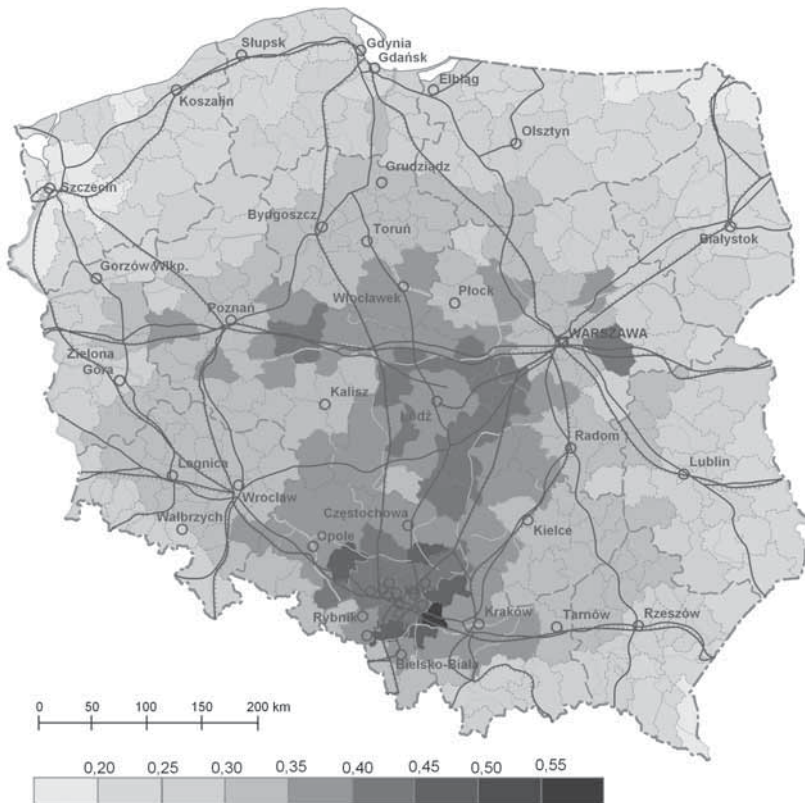 Słupsk
Gdynia
Gdańsk
Koszalin
Elbląg
Olsztyn
Szczecin
Grudziądz
Bydgoszcz
Toruń
Białystok
Gorzów Wlkp.
Włocławek
Płock
Poznań
WARSZAWA
Zielona
Góra
Kalisz
Łódź
Radom
Legnica
Lublin
Wrocław
Wałbrzych
Częstochowa
Kielce
Opole
Rybnik
Kraków
Tarnów
Rzeszów
Bielsko-Biała
0 50 100 150 200 km
0,20 0,25 0,30 0,35 0,40 0,45 0,50 0,55